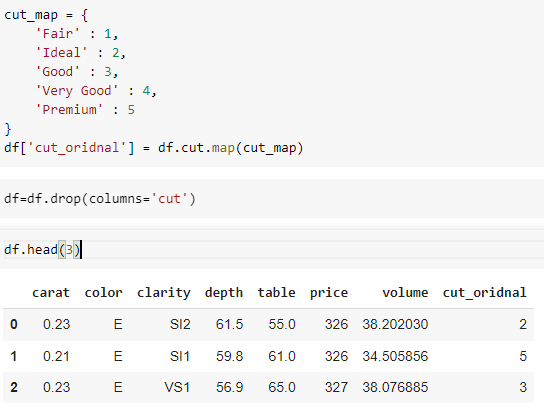 cut_map = {
'Fair' : 1,
'Ideal' : 2,
'Good' : 3,
'Very Good' : 4,
'Premium' : 5
}
df['cut_oridnal'] = df.cut.map(cut_map)
df=df.drop(columns='cut')
df.head(3)
carat color clarity depth table price volume cut_oridnal
0 0.23 E SI2 61.5 55.0 326 38.202030 2
1 0.21 E SI1 59.8 61.0 326 34.505856 5
2 0.23 E VS1 56.9 65.0 327 38.076885 3